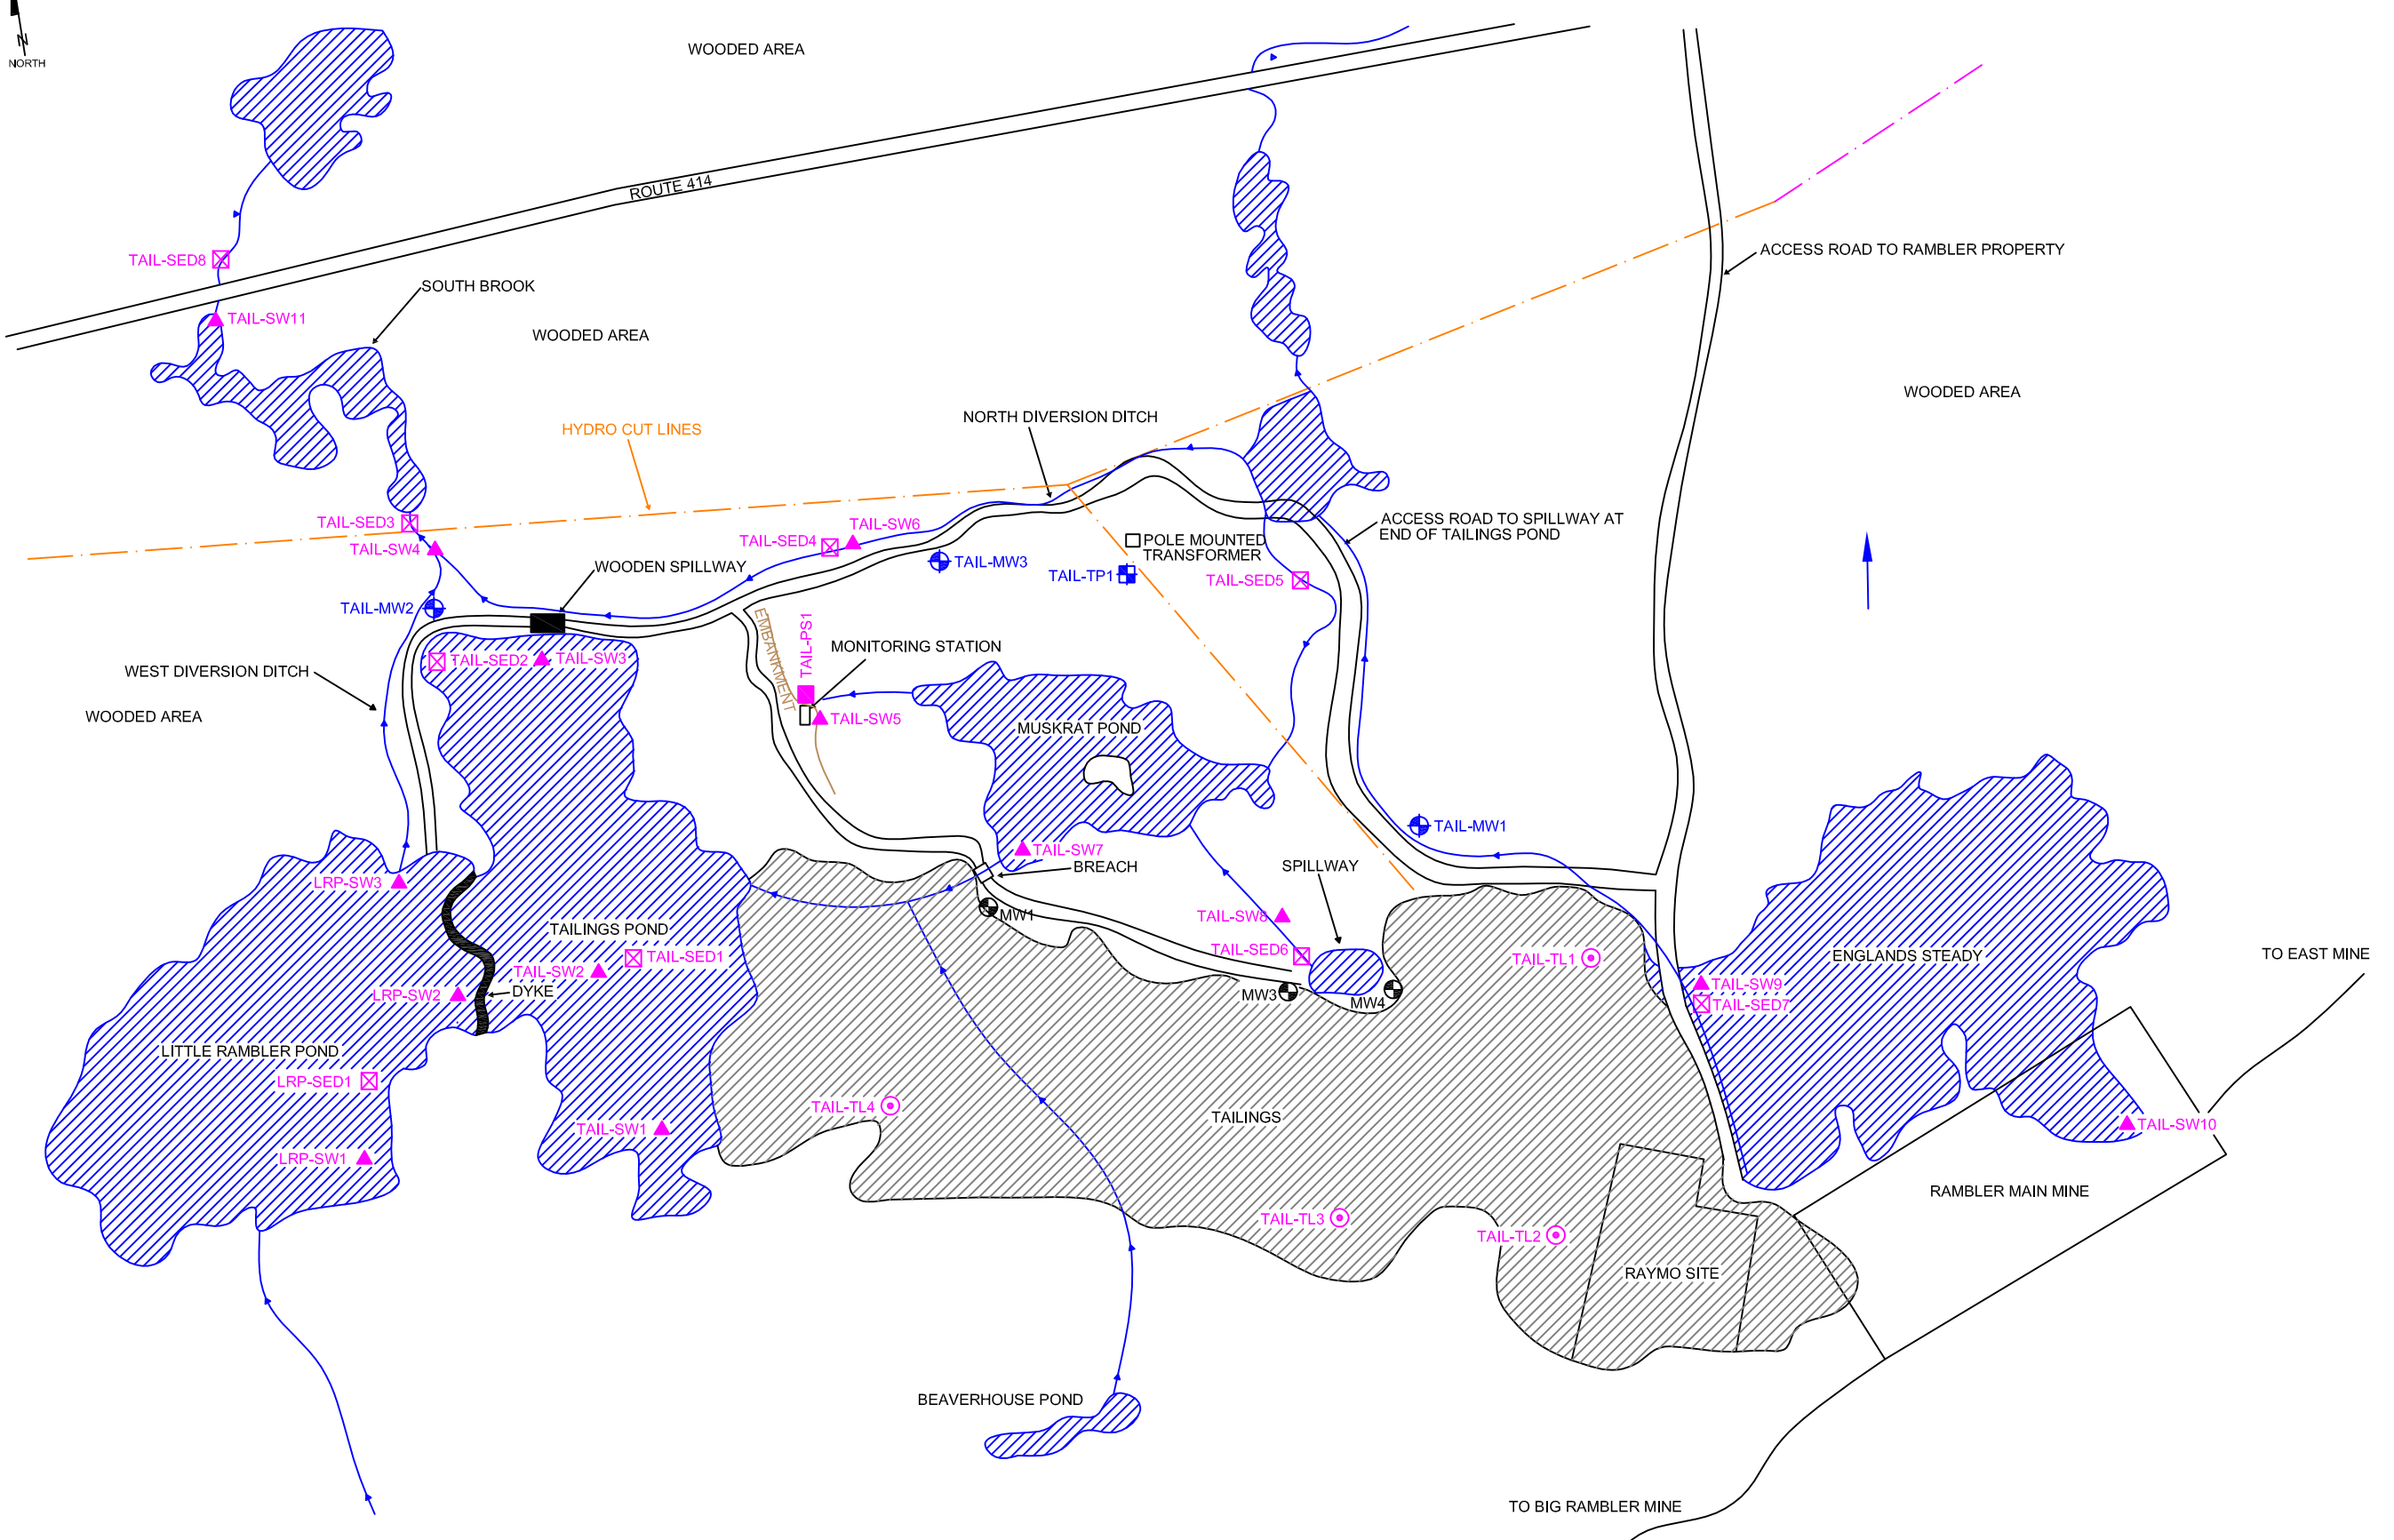 N
NORTH
WOODED AREA
ROUTE 414
TAIL-SED8
ACCESS ROAD TO RAMBLER PROPERTY
SOUTH BROOK
TAIL-SW11
WOODED AREA
WOODED AREA
NORTH DIVERSION DITCH
HYDRO CUT LINES
TAIL-SED3
TAIL-SW6
ACCESS ROAD TO SPILLWAY AT
END OF TAILINGS POND
TAIL-SED4
POLE MOUNTED
TRANSFORMER
TAIL-SW4
TAIL-MW3
WOODEN SPILLWAY
TAIL-TP1
TAIL-SED5
TAIL-MW2
EMBANKMENT
TAIL-PS1
MONITORING STATION
TAIL-SED2
TAIL-SW3
WEST DIVERSION DITCH
WOODED AREA
TAIL-SW5
MUSKRAT POND
TAIL-MW1
TAIL-SW7
BREACH
SPILLWAY
LRP-SW3
MW1
TAIL-SW8
TAILINGS POND
TAIL-SED6
TAIL-SED1
TAIL-TL1
ENGLANDS STEADY
TO EAST MINE
TAIL-SW2
TAIL-SW9
LRP-SW2
DYKE
MW3
MW4
TAIL-SED7
LITTLE RAMBLER POND
LRP-SED1
TAIL-TL4
TAILINGS
TAIL-SW1
TAIL-SW10
LRP-SW1
RAMBLER MAIN MINE
TAIL-TL3
TAIL-TL2
RAYMO SITE
BEAVERHOUSE POND
TO BIG RAMBLER MINE